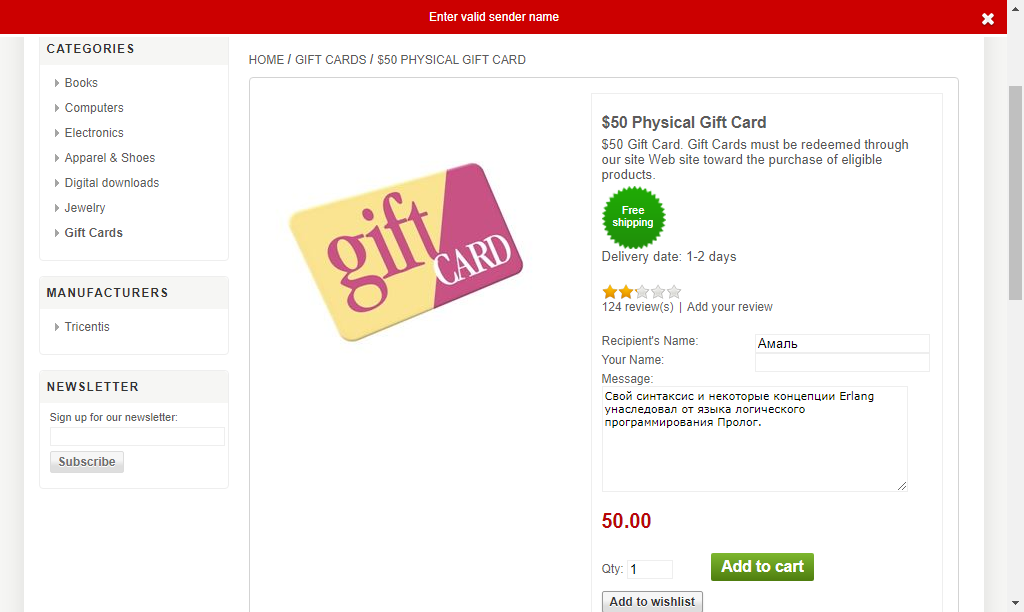 Enter valid sender name
CATEGORIES
Books
Computers
Electronics
Apparel & Shoes
Digital downloads
Jewelry
Gift Cards
MANUFACTURERS
Tricentis
NEWSLETTER
Sign up for our newsletter:
Subscribe
HOME / GIFT CARDS / $50 PHYSICAL GIFT CARD
gift
CARD
$50 Physical Gift Card
$50 Gift Card. Gift Cards must be redeemed through
our site Web site toward the purchase of eligible
products.
Free
shipping
Delivery date: 1-2 days
124 review(s) | Add your review
Recipient's Name: Амаль
Your Name:
Message:
Свой синтаксис и некоторые концепции Erlang
унаследовал от языка логического
программирования Пролог.
50.00
Qty: 1 Add to cart
Add to wishlist